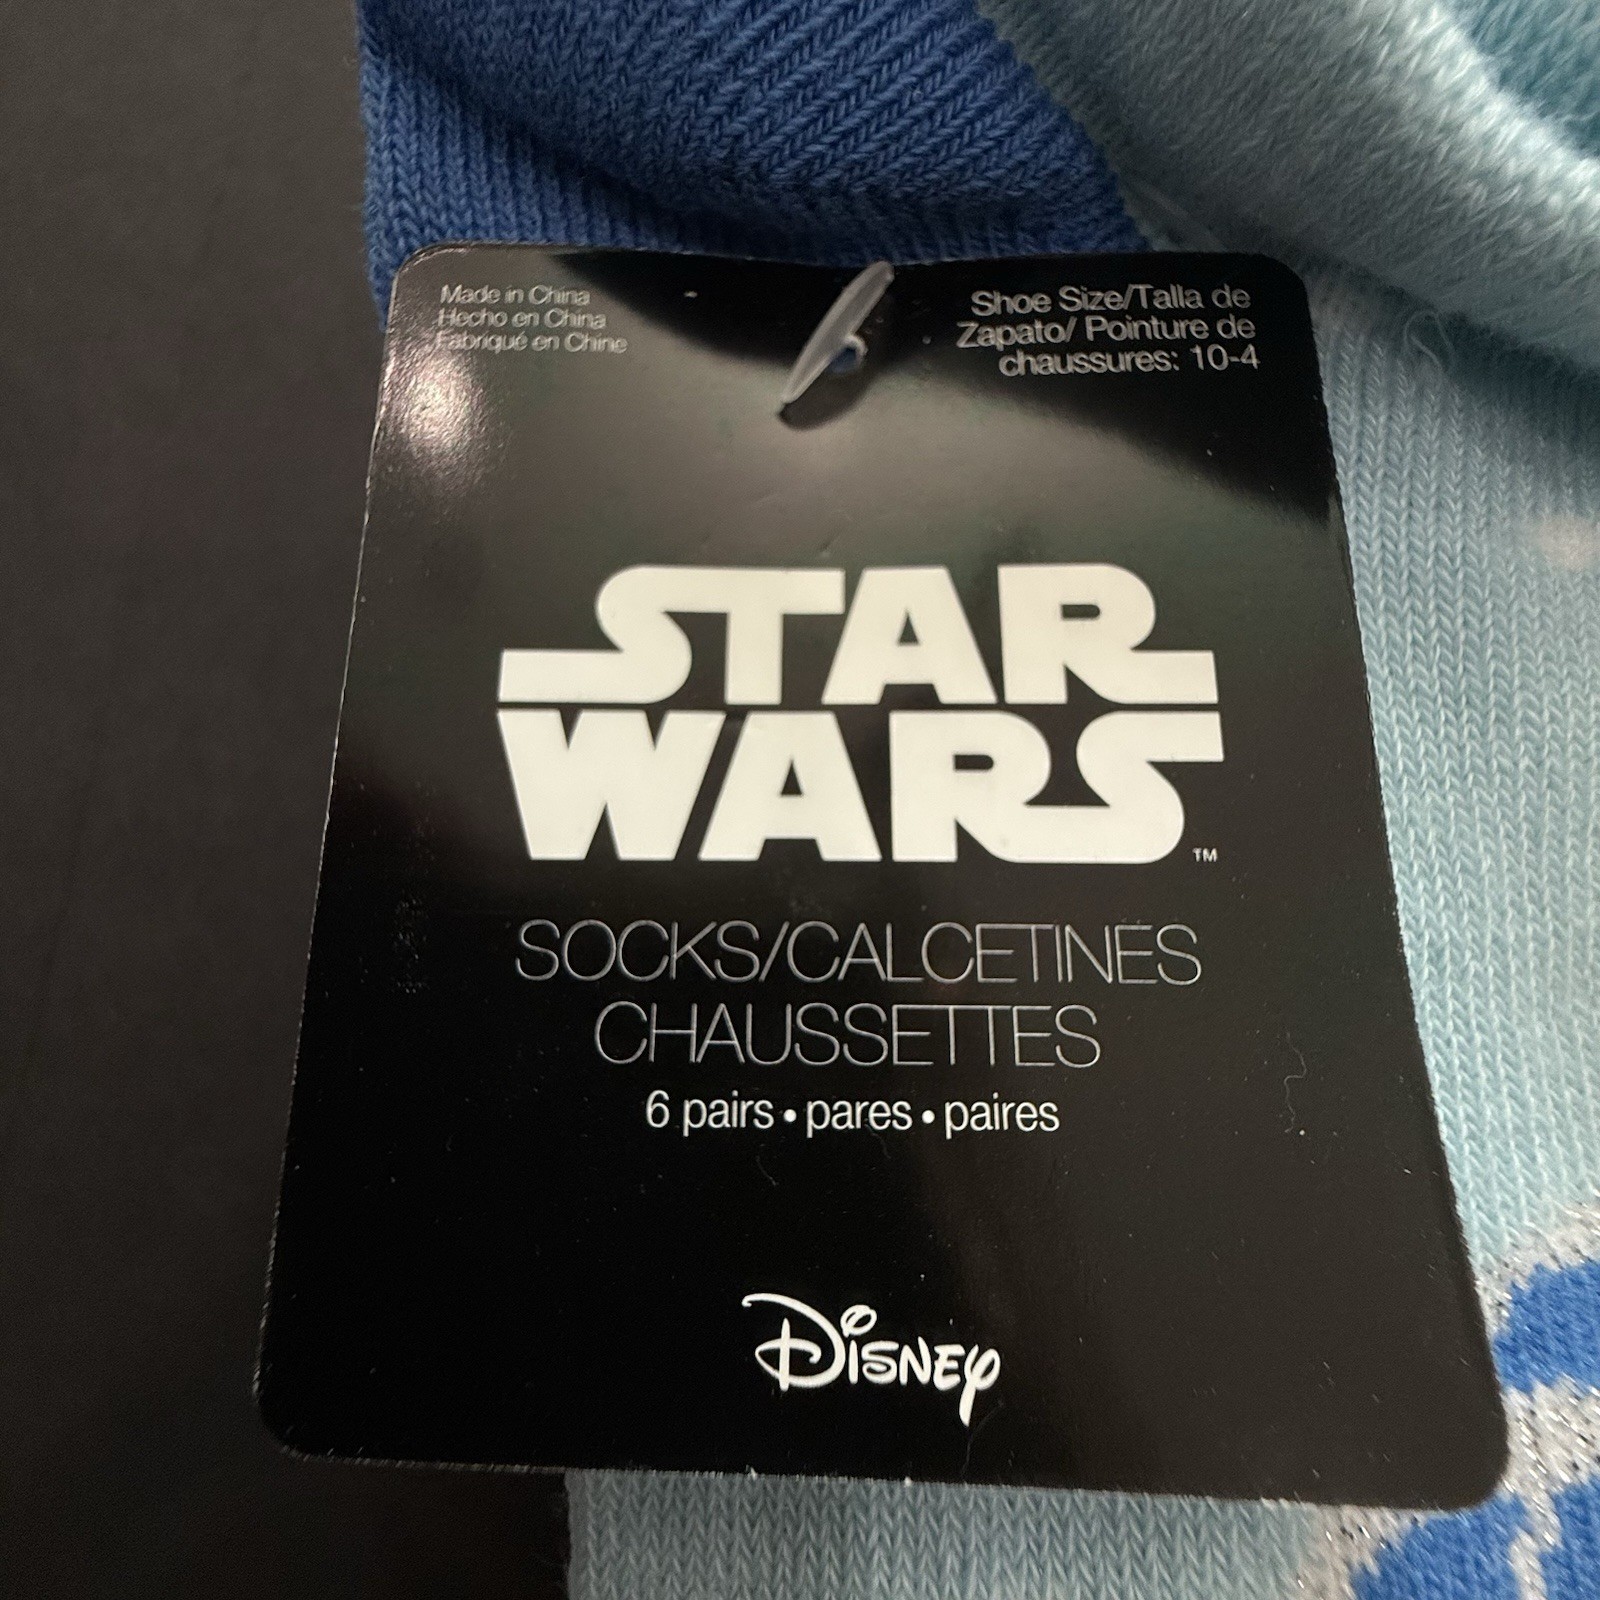 Made in China
Hecho en China
Fabriqué en Chine
Shoe Size/Talla de
Zapato/ Pointure de
chaussures: 10-4
STAR
WARS
TM
SOCKS/CALCETINES
CHAUSSETTES
6 pairs • pares • paires
Disney